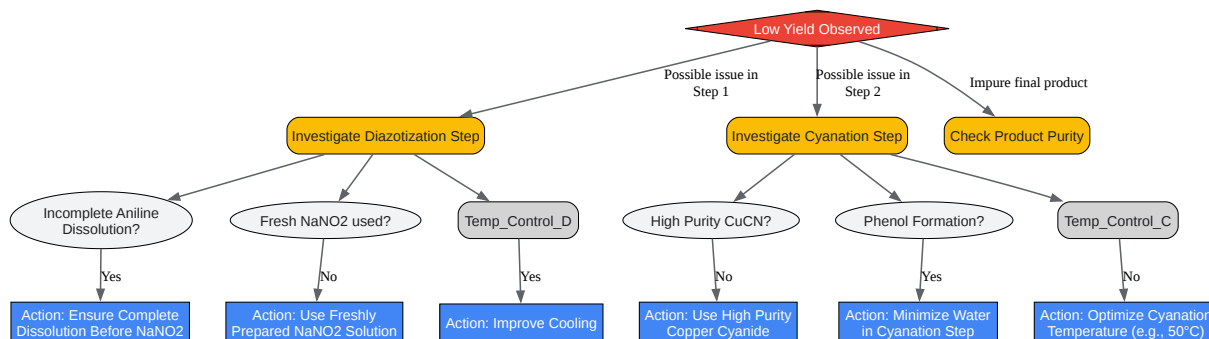 Low Yield Observed
Possible issue in
Step 1
Possible issue in
Step 2
Impure final product
Investigate Diazotization Step
Investigate Cyanation Step
Check Product Purity
Incomplete Aniline
Dissolution?
Fresh NaNO2 used?
Temp_Control_D
High Purity CuCN?
Phenol Formation?
Temp_Control_C
Yes
No
Yes
No
Yes
No
Action: Ensure Complete
Dissolution Before NaNO2
Action: Use Freshly
Prepared NaNO2 Solution
Action: Improve Cooling
Action: Use High Purity
Copper Cyanide
Action: Minimize Water
in Cyanation Step
Action: Optimize Cyanation
Temperature (e.g., 50°C)